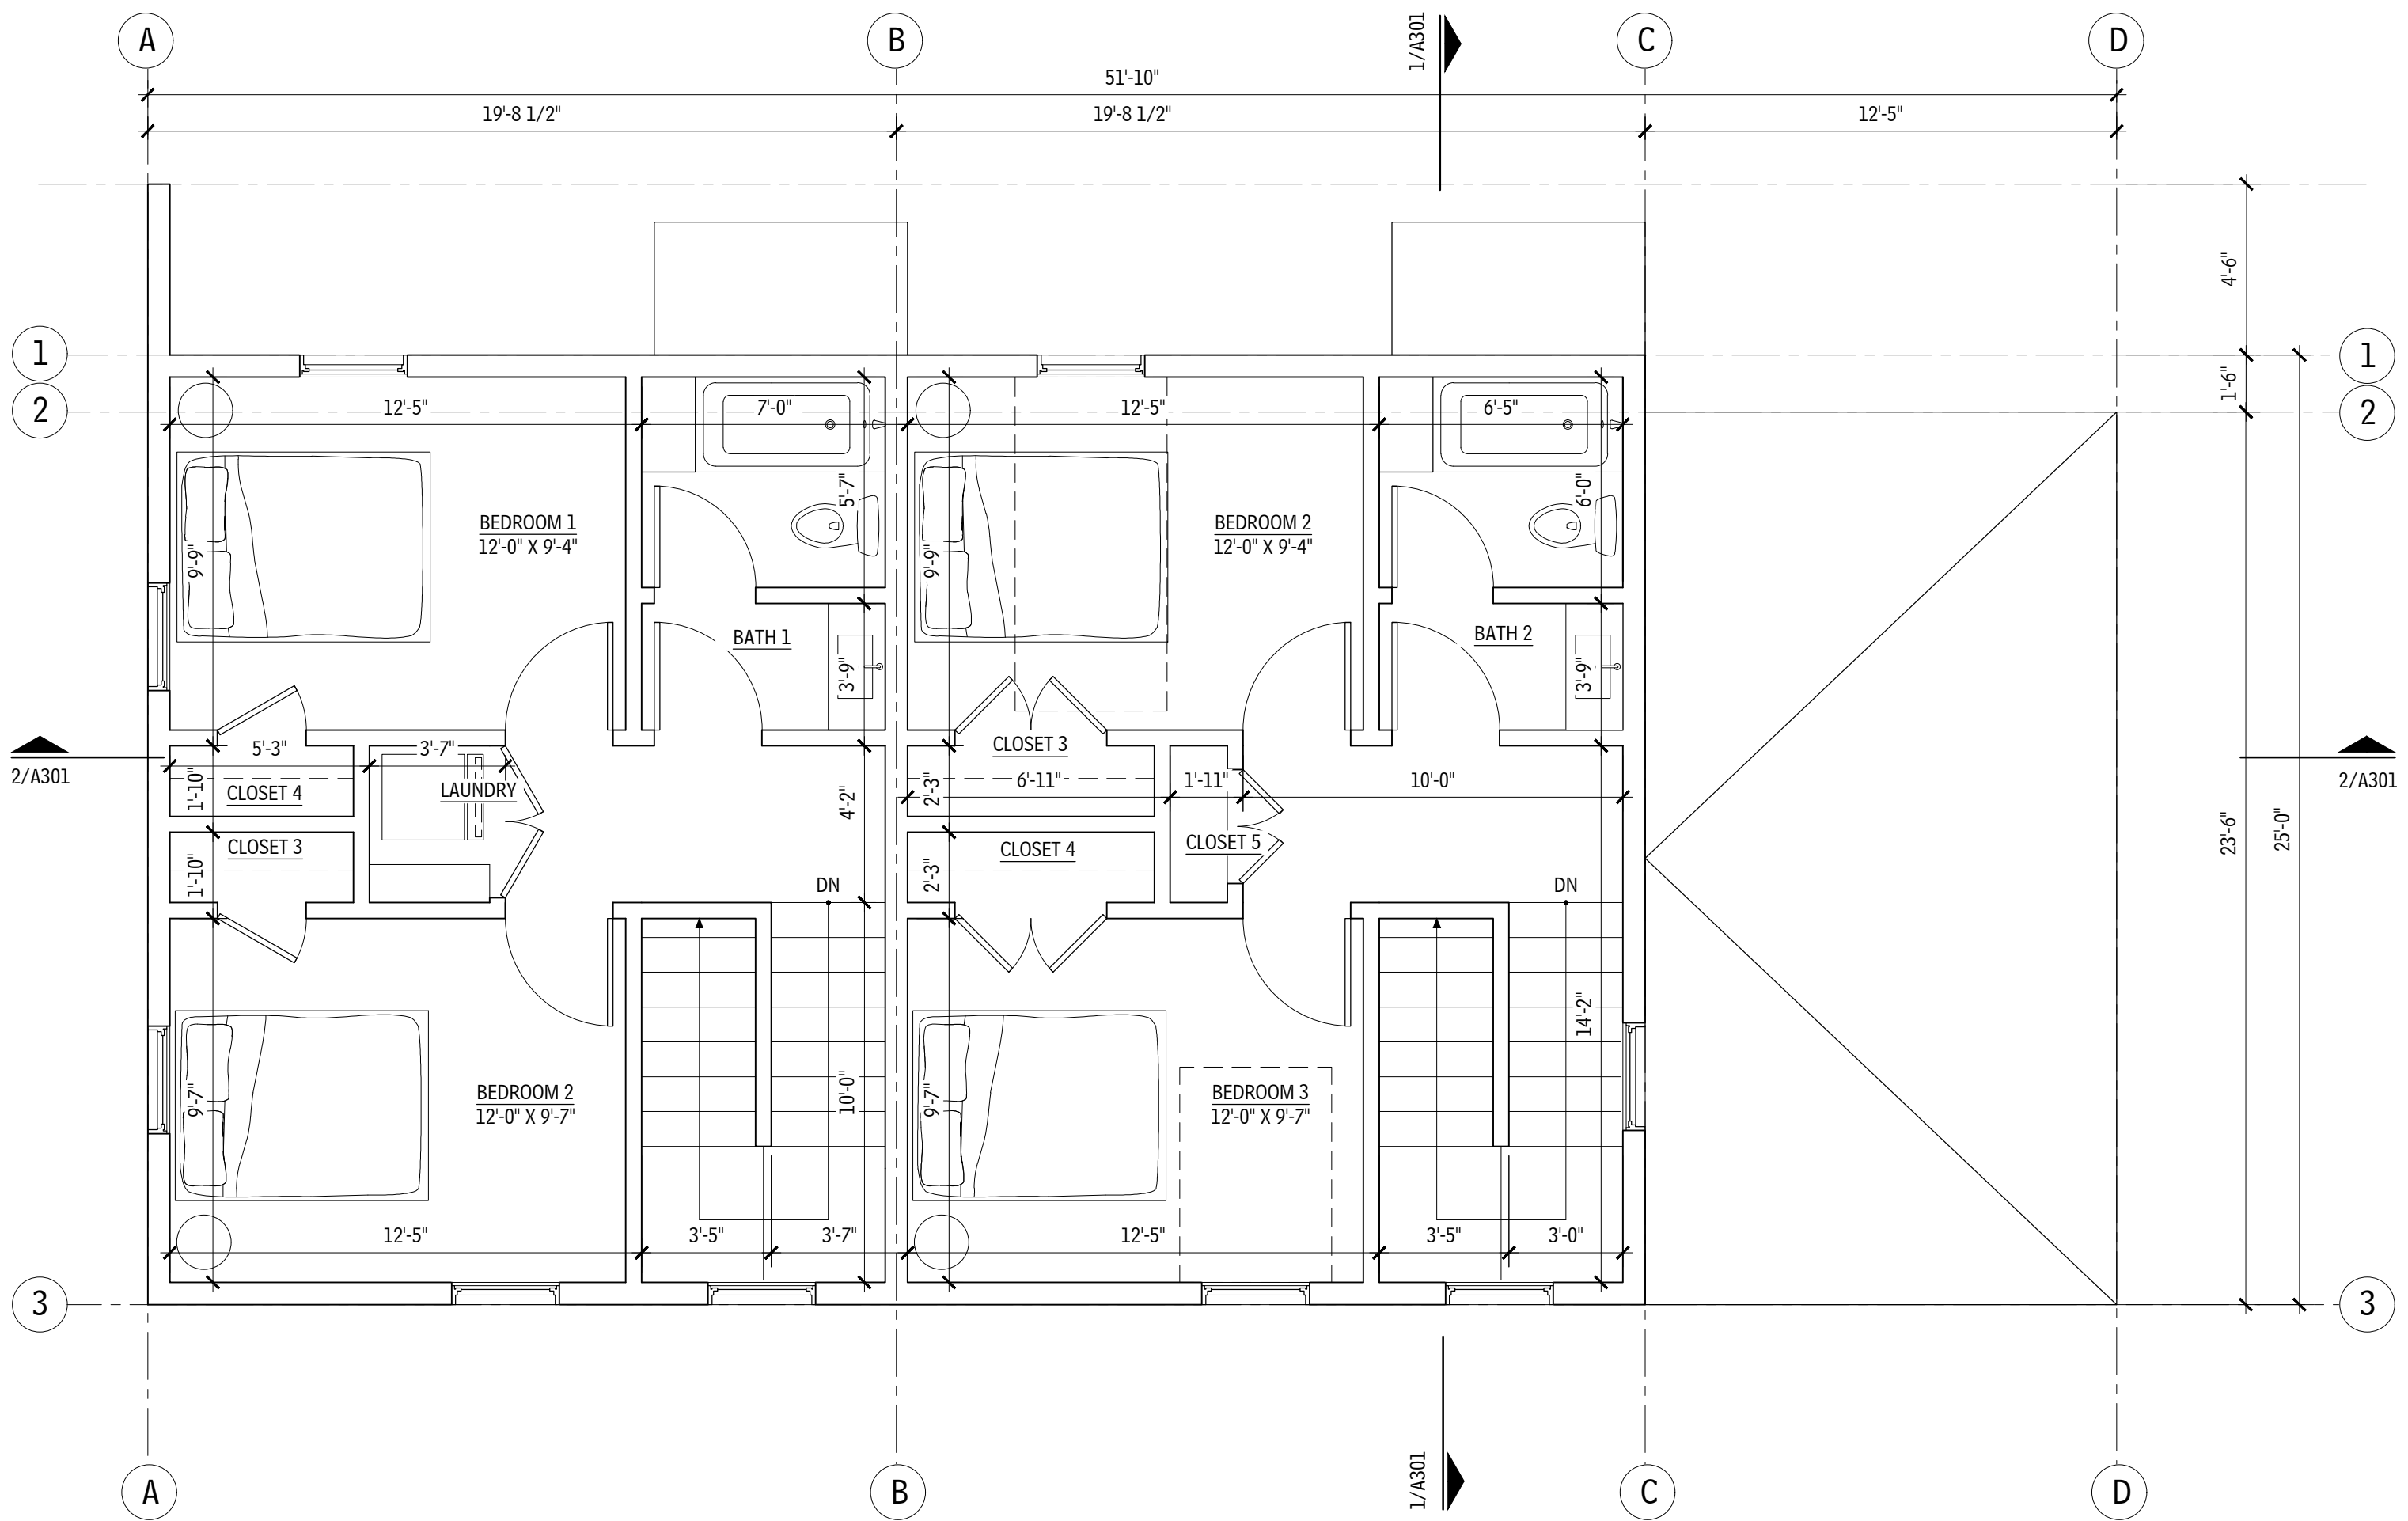 A
B
1/A301
C
D
51'-10"
19'-8 1/2"
19'-8 1/2"
12'-5"
4'-6"
1
1
1'-6"
2
2
12'-5"
7'-0"
12'-5"
6'-5"
5'-7"
6'-0"
BEDROOM 1
12'-0" X 9'-4"
BEDROOM 2
12'-0" X 9'-4"
9'-9"
9'-9"
BATH 1
BATH 2
3'-9"
3'-9"
5'-3"
3'-7"
CLOSET 3
2/A301
2/A301
1'-10"
CLOSET 4
LAUNDRY
4'-2"
2'-3"
6'-11"
1'-11"
10'-0"
CLOSET 3
1'-10"
CLOSET 4
2'-3"
CLOSET 5
23'-6"
25'-0"
DN
DN
14'-2"
BEDROOM 2
12'-0" X 9'-7"
BEDROOM 3
12'-0" X 9'-7"
9'-7"
10'-0"
9'-7"
12'-5"
3'-5"
3'-7"
12'-5"
3'-5"
3'-0"
3
3
A
B
1/A301
C
D